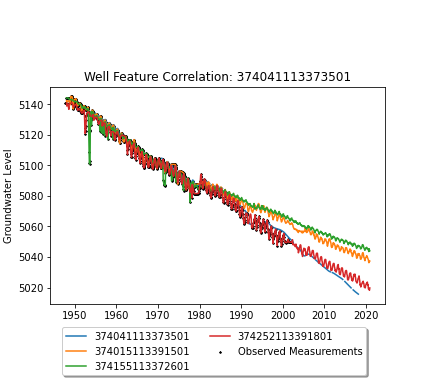 Well Feature Correlation: 374041113373501
Groundwater Level
5140
5120
5100
5080
5060
5040
5020
1950 1960 1970 1980 1990 2000 2010 2020
374041113373501 374252113391801
374015113391501 Observed Measurements
374155113372601